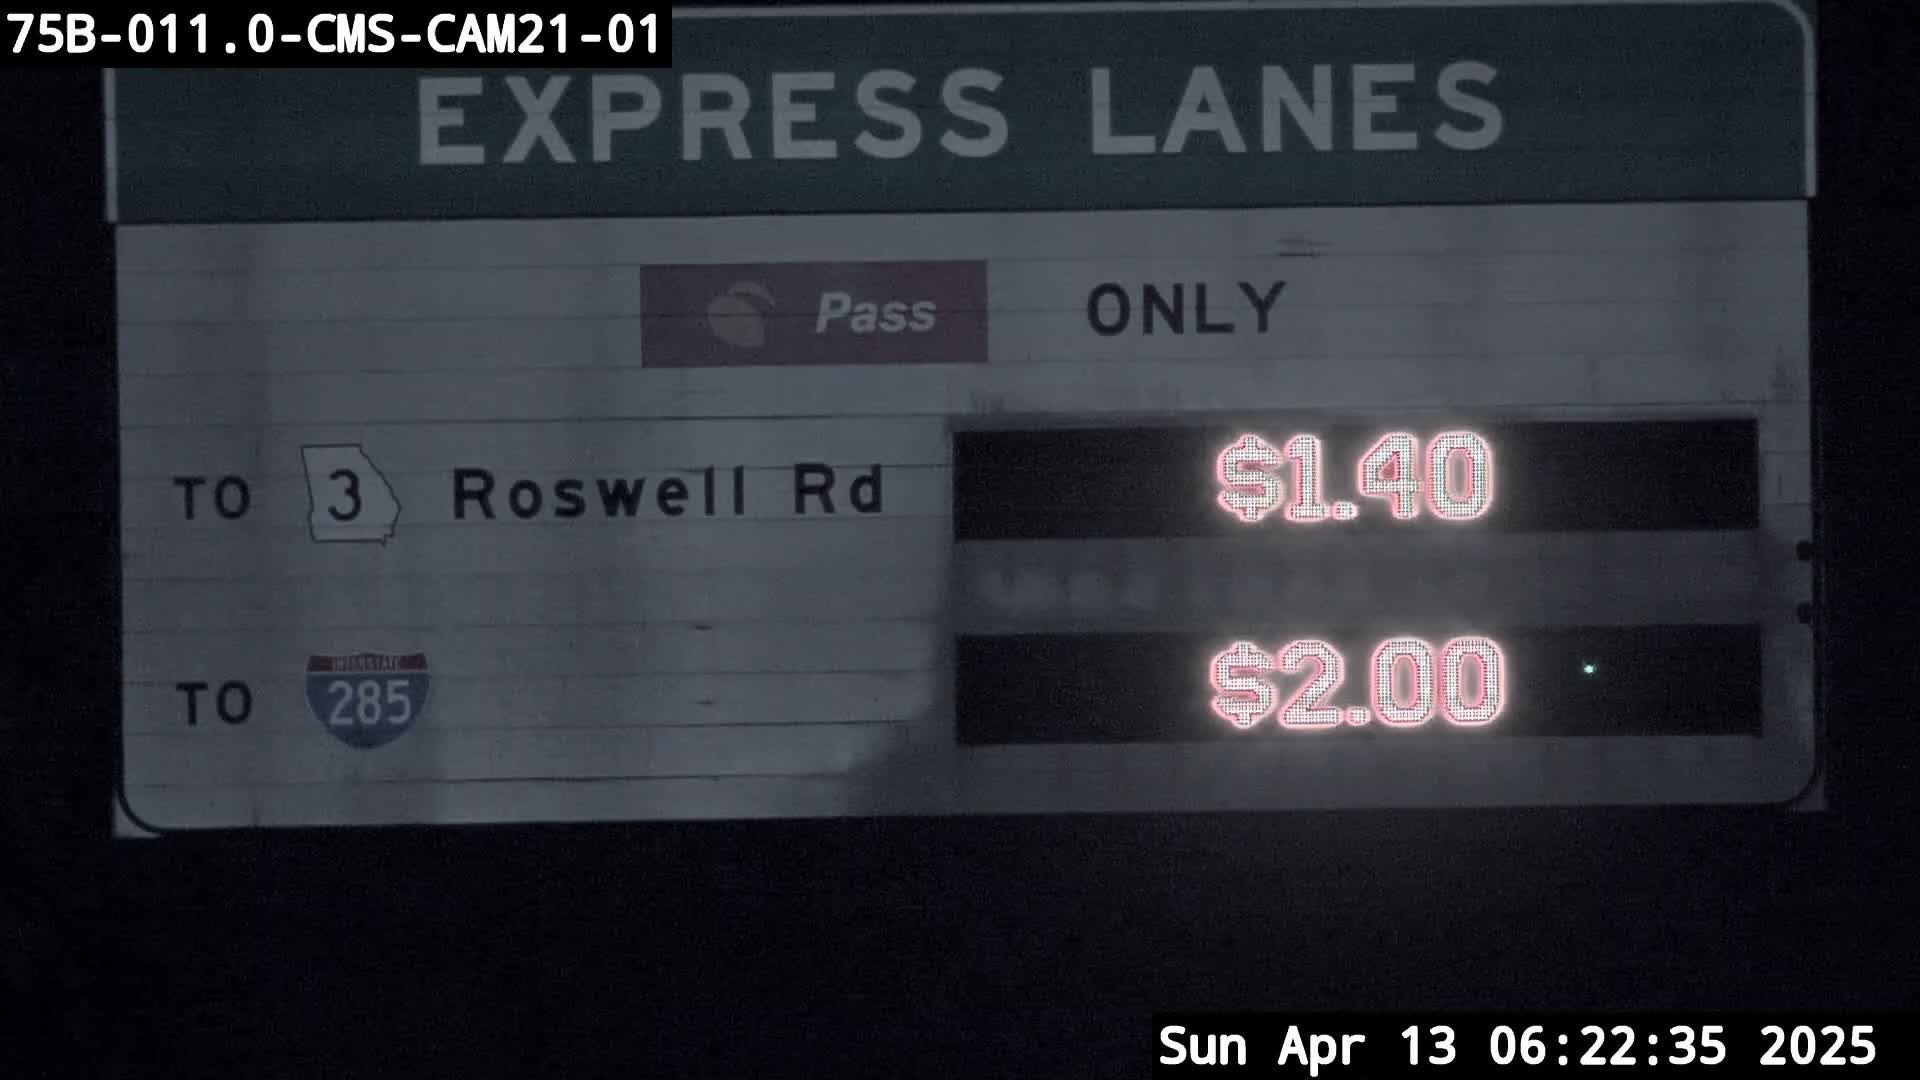 75B-011.0-CMS-CAM21-01
EXPRESS LANES
Pass ONLY
TO 3 Roswell Rd $1.40
TO INTERSTATE 285 $2.00
Sun Apr 13 06:22:35 2025